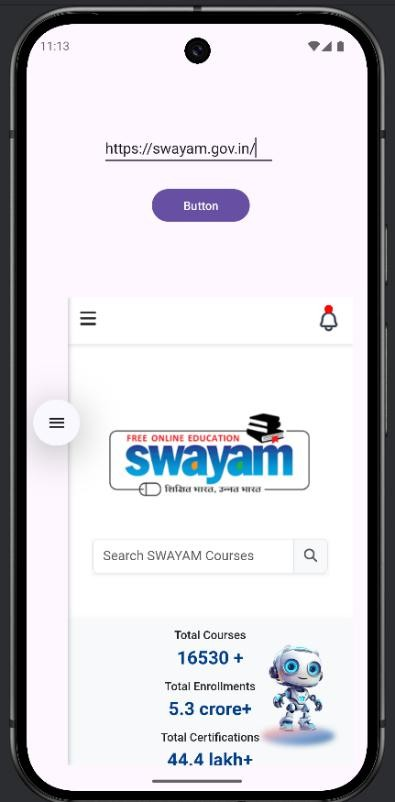 11:13
https://swayam.gov.in/
Button
FREE ONLINE EDUCATION
swayam
शिक्षित भारत, उन्नत भारत
Search SWAYAM Courses
Total Courses
16530 +
Total Enrollments
5.3 crore+
Total Certifications
44.4 lakh+